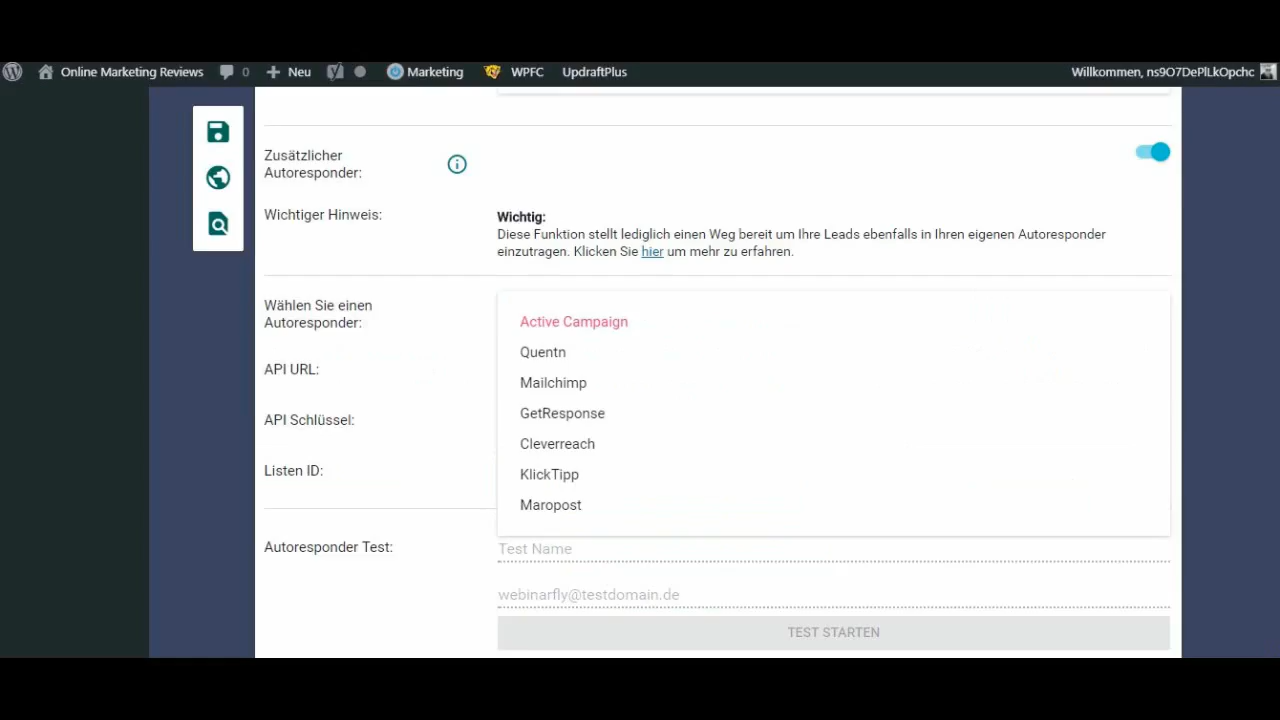 Online Marketing Reviews 0 Neu Marketing WPFC UpdraftPlus Willkommen, ns9O7DePlLkOpchc
Zusätzlicher
Autoresponder:
Wichtiger Hinweis:
Wichtig:
Diese Funktion stellt lediglich einen Weg bereit um Ihre Leads ebenfalls in Ihren eigenen Autoresponder
einzutragen. Klicken Sie hier um mehr zu erfahren.
Wählen Sie einen
Autoresponder:
Active Campaign
Quentn
Mailchimp
GetResponse
Cleverreach
KlickTipp
Maropost
API URL:
API Schlüssel:
Listen ID:
Autoresponder Test:
Test Name
webinarfly@testdomain.de
TEST STARTEN